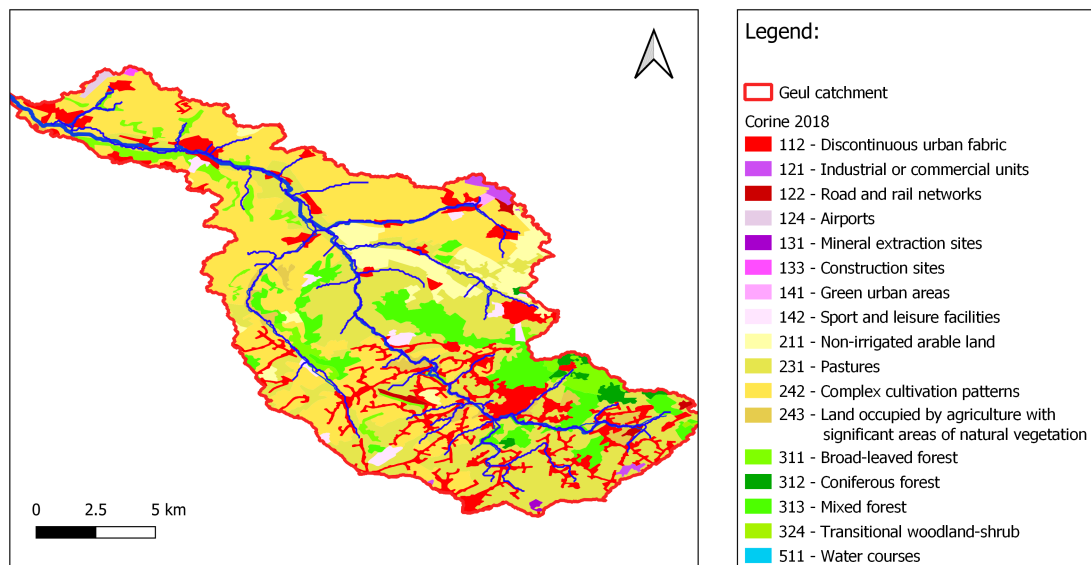 Legend:
Geul catchment
Corine 2018
112 - Discontinuous urban fabric
121 - Industrial or commercial units
122 - Road and rail networks
124 - Airports
131 - Mineral extraction sites
133 - Construction sites
141 - Green urban areas
142 - Sport and leisure facilities
211 - Non-irrigated arable land
231 - Pastures
242 - Complex cultivation patterns
243 - Land occupied by agriculture with
significant areas of natural vegetation
311 - Broad-leaved forest
312 - Coniferous forest
313 - Mixed forest
324 - Transitional woodland-shrub
511 - Water courses
0 2.5 5 km